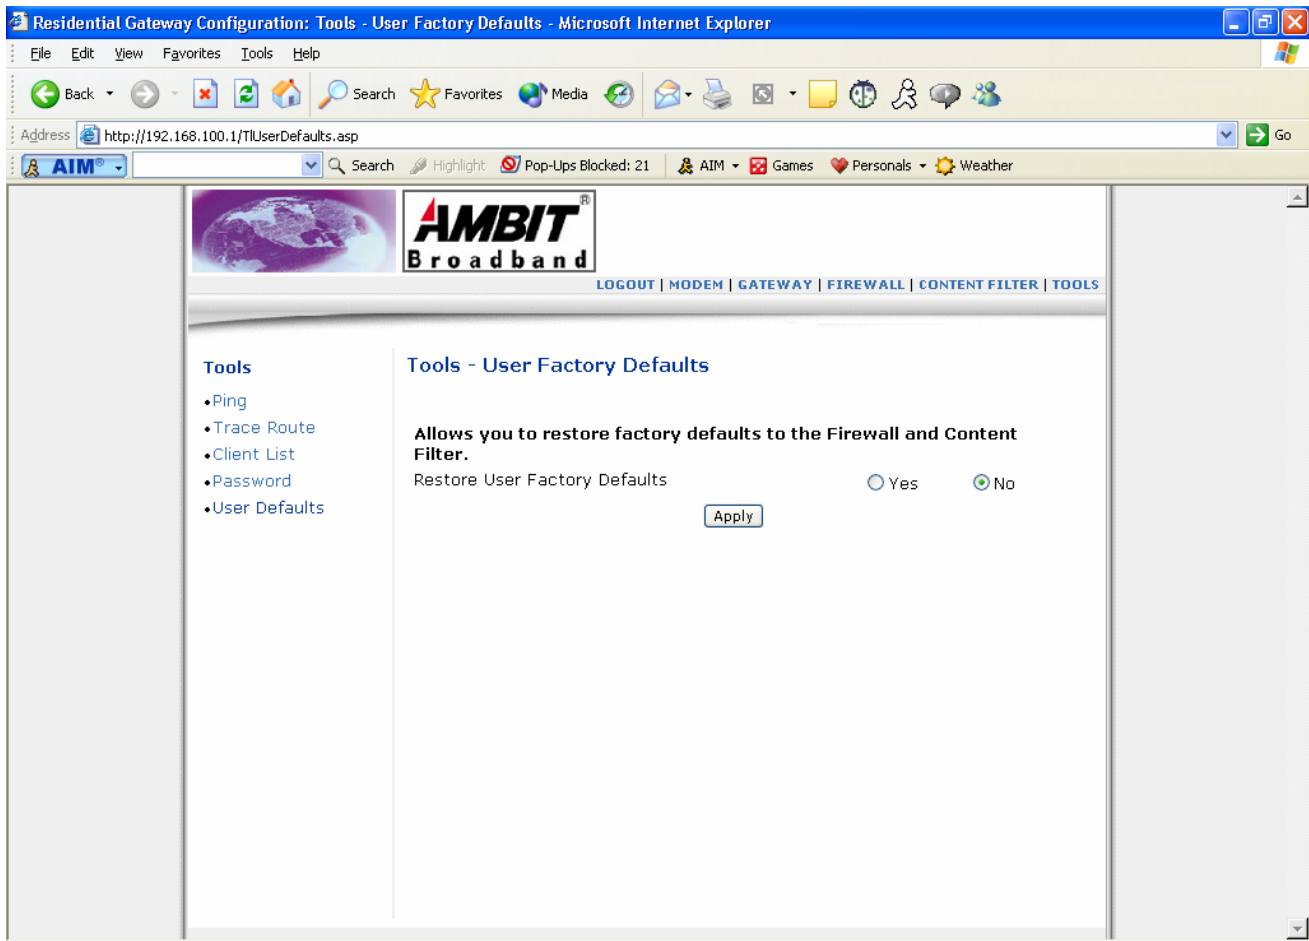 Residential Gateway Configuration: Tools - User Factory Defaults - Microsoft Internet Explorer
File Edit View Favorites Tools Help
Back Search Favorites Media
Address http://192.168.100.1/TlUserDefaults.asp Go
AIM® Search Highlight Pop-Ups Blocked: 21 AIM Games Personals Weather
AMBIT®
Broadband
LOGOUT | MODEM | GATEWAY | FIREWALL | CONTENT FILTER | TOOLS
Tools
•Ping
•Trace Route
•Client List
•Password
•User Defaults
Tools - User Factory Defaults
Allows you to restore factory defaults to the Firewall and Content
Filter.
Restore User Factory Defaults Yes No
Apply